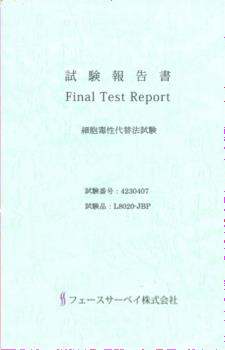 試験報告書
Final Test Report
細胞毒性代替法試験
試験番号：4230407
試験品：L8020-JBP
フェースサーベイ株式会社